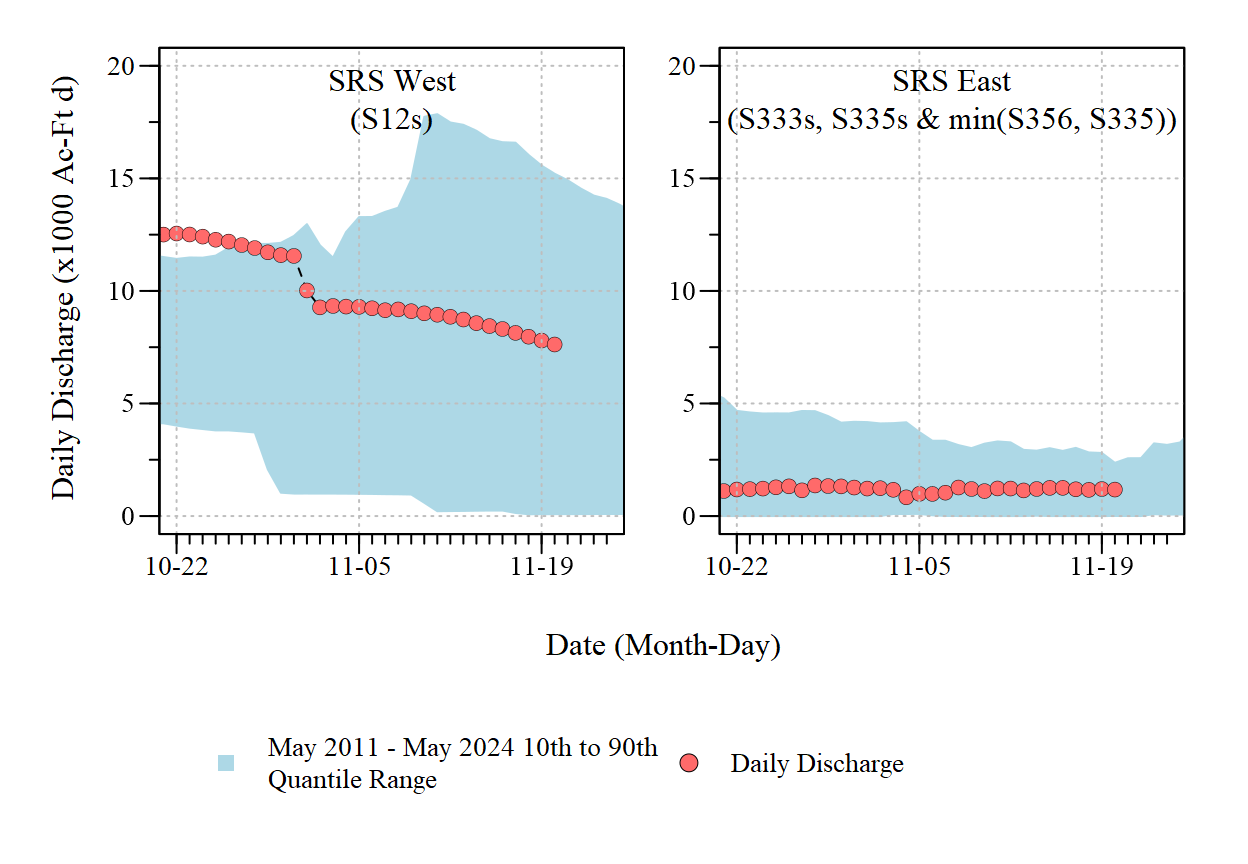 SRS West
(S12s)
SRS East
(S333s, S335s & min(S356, S335))
Daily Discharge (x1000 Ac-Ft d)
20
15
10
5
0
20
15
10
5
0
10-22 11-05 11-19
10-22 11-05 11-19
Date (Month-Day)
May 2011 - May 2024 10th to 90th
Quantile Range
Daily Discharge